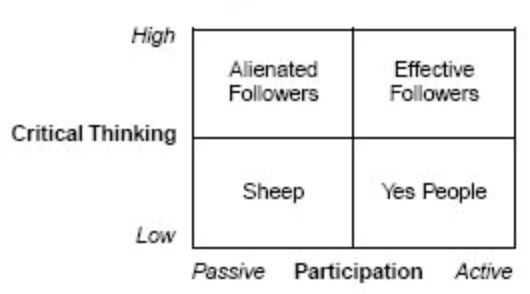 High
Alienated
Followers
Effective
Followers
Critical Thinking
Sheep
Yes People
Low
Passive Participation Active